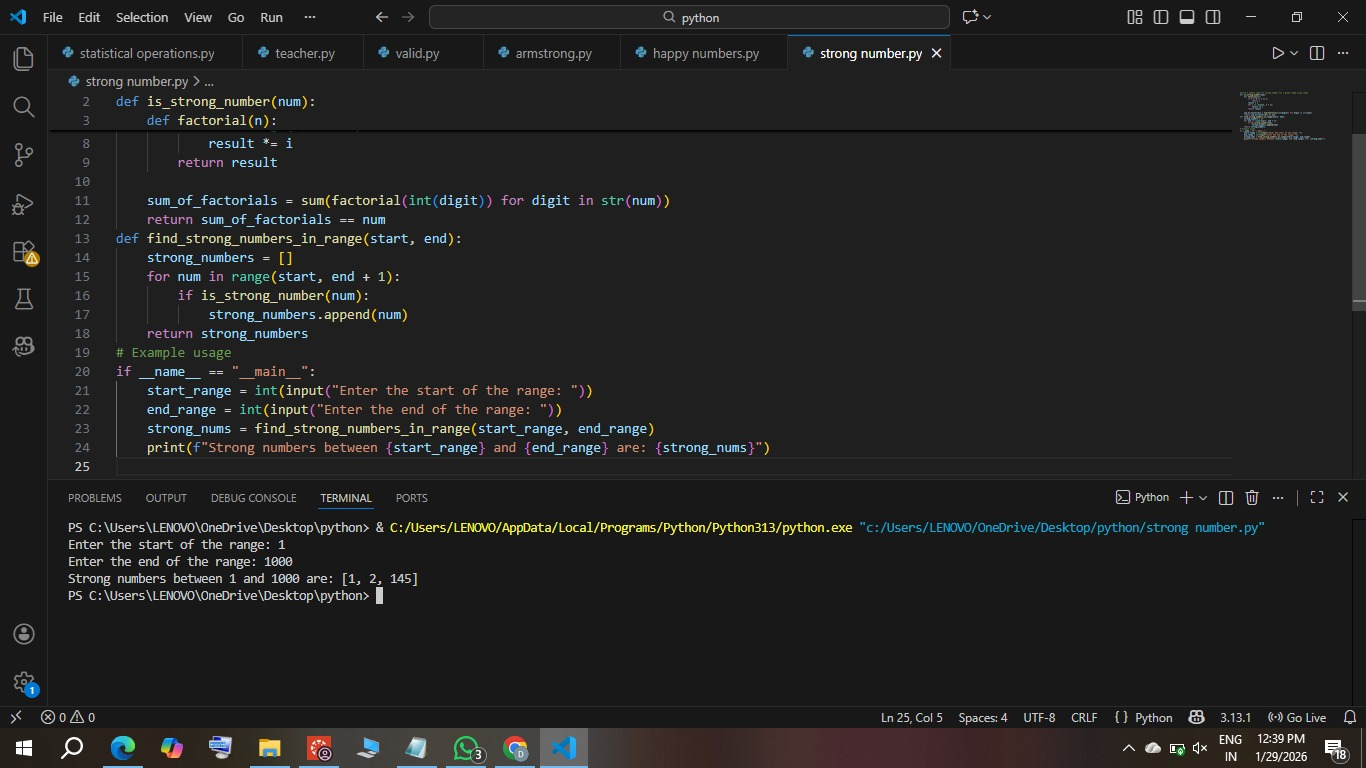 File Edit Selection View Go Run ··· python
statistical operations.py teacher.py valid.py armstrong.py happy numbers.py strong number.py
strong number.py > ...
2 def is_strong_number(num):
3 def factorial(n):
8 result *= i
9 return result
10
11 sum_of_factorials = sum(factorial(int(digit)) for digit in str(num))
12 return sum_of_factorials == num
13 def find_strong_numbers_in_range(start, end):
14 strong_numbers = []
15 for num in range(start, end + 1):
16 if is_strong_number(num):
17 strong_numbers.append(num)
18 return strong_numbers
19 # Example usage
20 if __name__ == "__main__":
21 start_range = int(input("Enter the start of the range: "))
22 end_range = int(input("Enter the end of the range: "))
23 strong_nums = find_strong_numbers_in_range(start_range, end_range)
24 print(f"Strong numbers between {start_range} and {end_range} are: {strong_nums}")
25
PROBLEMS OUTPUT DEBUG CONSOLE TERMINAL PORTS Python
PS C:\Users\LENOVO\OneDrive\Desktop\python> & C:/Users/LENOVO/AppData/Local/Programs/Python/Python313/python.exe "c:/Users/LENOVO/OneDrive/Desktop/python/strong number.py"
Enter the start of the range: 1
Enter the end of the range: 1000
Strong numbers between 1 and 1000 are: [1, 2, 145]
PS C:\Users\LENOVO\OneDrive\Desktop\python>
1
0 0 Ln 25, Col 5 Spaces: 4 UTF-8 CRLF {} Python 3.13.1 Go Live
9 3 D ENG 12:39 PM
IN 1/29/2026 18